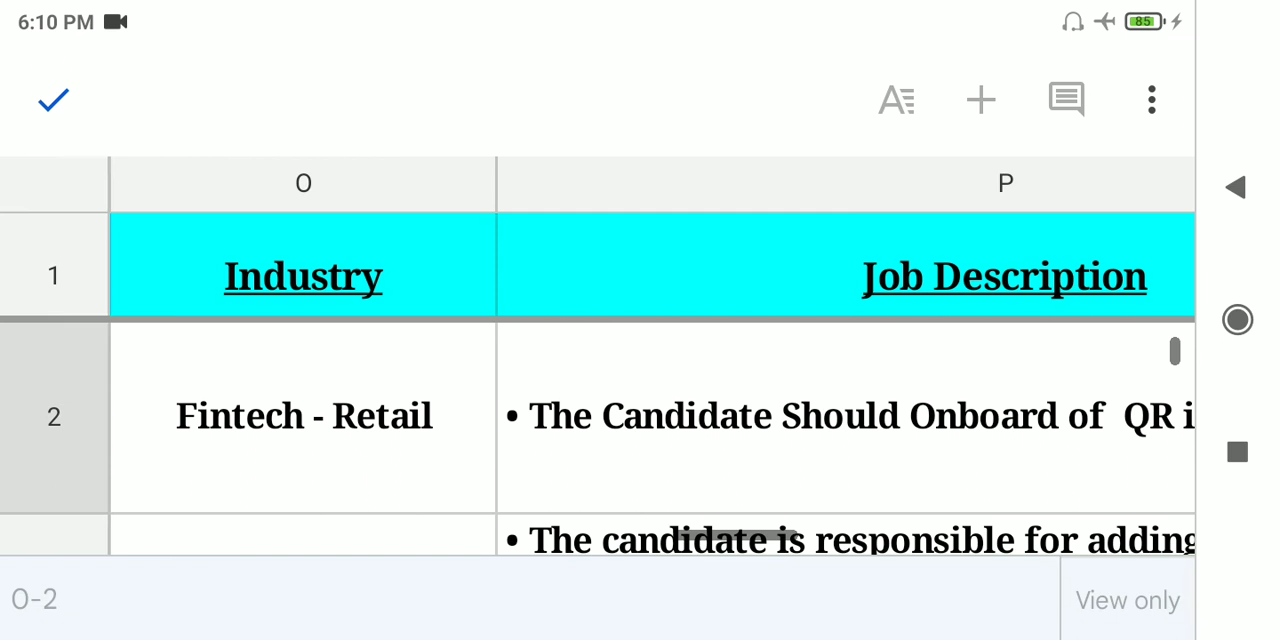 6:10 PM 85
O P
1 Industry Job Description
2 Fintech - Retail • The Candidate Should Onboard of QR i
• The candidate is responsible for adding
O-2 View only